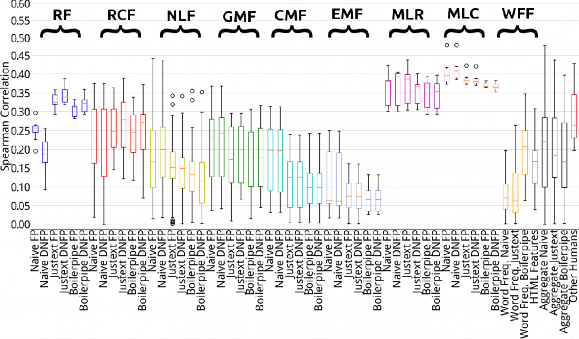 RF RCF NLF GMF CMF EMF MLR MLC WFF
Spearman Correlation
0.60
0.55
0.50
0.45
0.40
0.35
0.30
0.25
0.20
0.15
0.10
0.05
0.00
Naive FP
Naive DNFP
Justext FP
Justext DNFP
Boilerpipe FP
Boilerpipe DNFP
Naive FP
Naive DNFP
Justext FP
Justext DNFP
Boilerpipe FP
Boilerpipe DNFP
Naive FP
Naive DNFP
Justext FP
Justext DNFP
Boilerpipe FP
Boilerpipe DNFP
Naive FP
Naive DNFP
Justext FP
Justext DNFP
Boilerpipe FP
Boilerpipe DNFP
Naive FP
Naive DNFP
Justext FP
Justext DNFP
Boilerpipe FP
Boilerpipe DNFP
Naive FP
Naive DNFP
Justext FP
Justext DNFP
Boilerpipe FP
Boilerpipe DNFP
Naive FP
Naive DNFP
Justext FP
Justext DNFP
Boilerpipe FP
Boilerpipe DNFP
Naive FP
Naive DNFP
Justext FP
Justext DNFP
Boilerpipe FP
Boilerpipe DNFP
Word Freq. Naive
Word Freq. Justext
Word Freq. Boilerpipe
HTML Features
Aggregate Naive
Aggregate Justext
Aggregate Boilerpipe
Other Humans